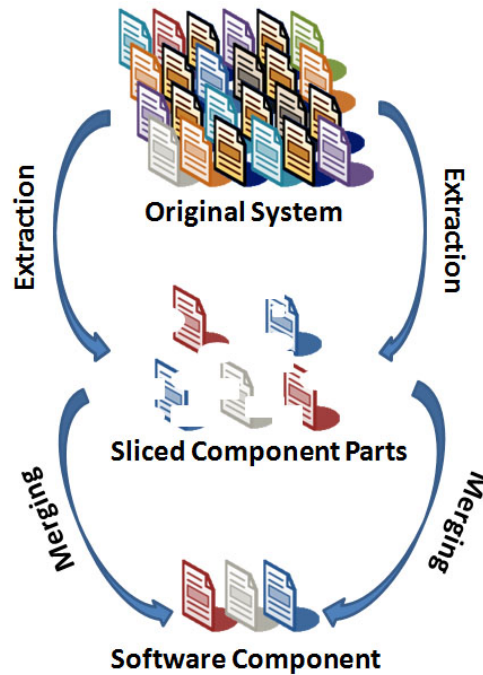 Original System
Extraction
Extraction
Sliced Component Parts
Merging
Merging
Software Component